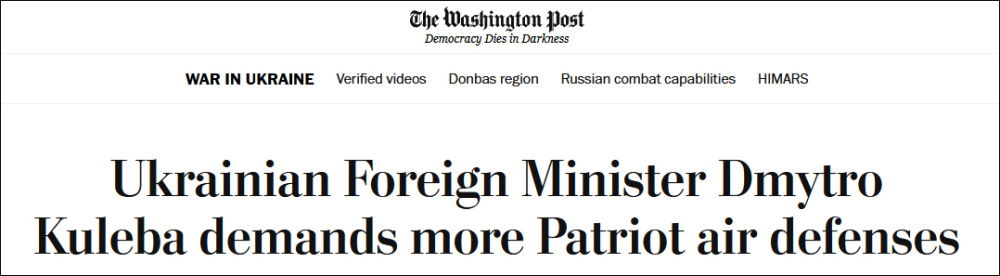 The Washington Post
Democracy Dies in Darkness
WAR IN UKRAINE Verified videos Donbas region Russian combat capabilities HIMARS
Ukrainian Foreign Minister Dmytro
Kuleba demands more Patriot air defenses